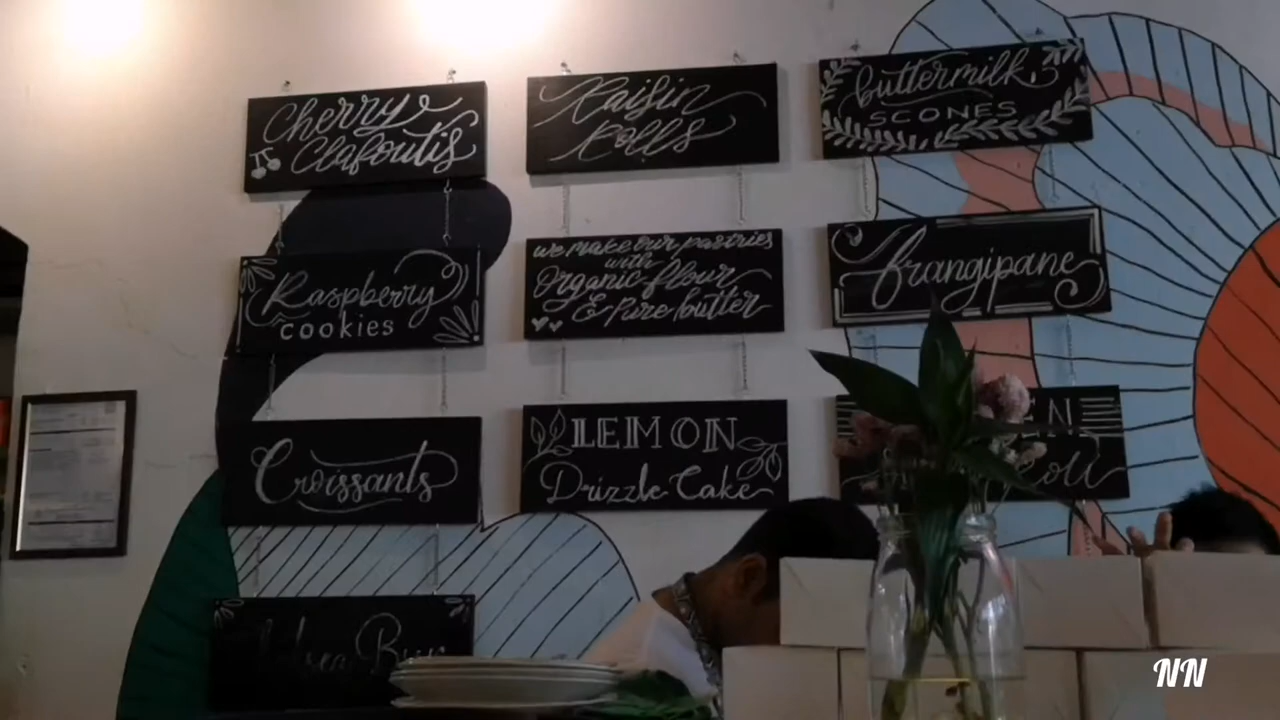 Cherry
Clafoutis
Raisin
Rolls
buttermilk
SCONES
Raspberry
cookies
we make our pastries
with
Organic flour
& Pure butter
frangipane
Croissants
LEMON
Drizzle Cake
NN